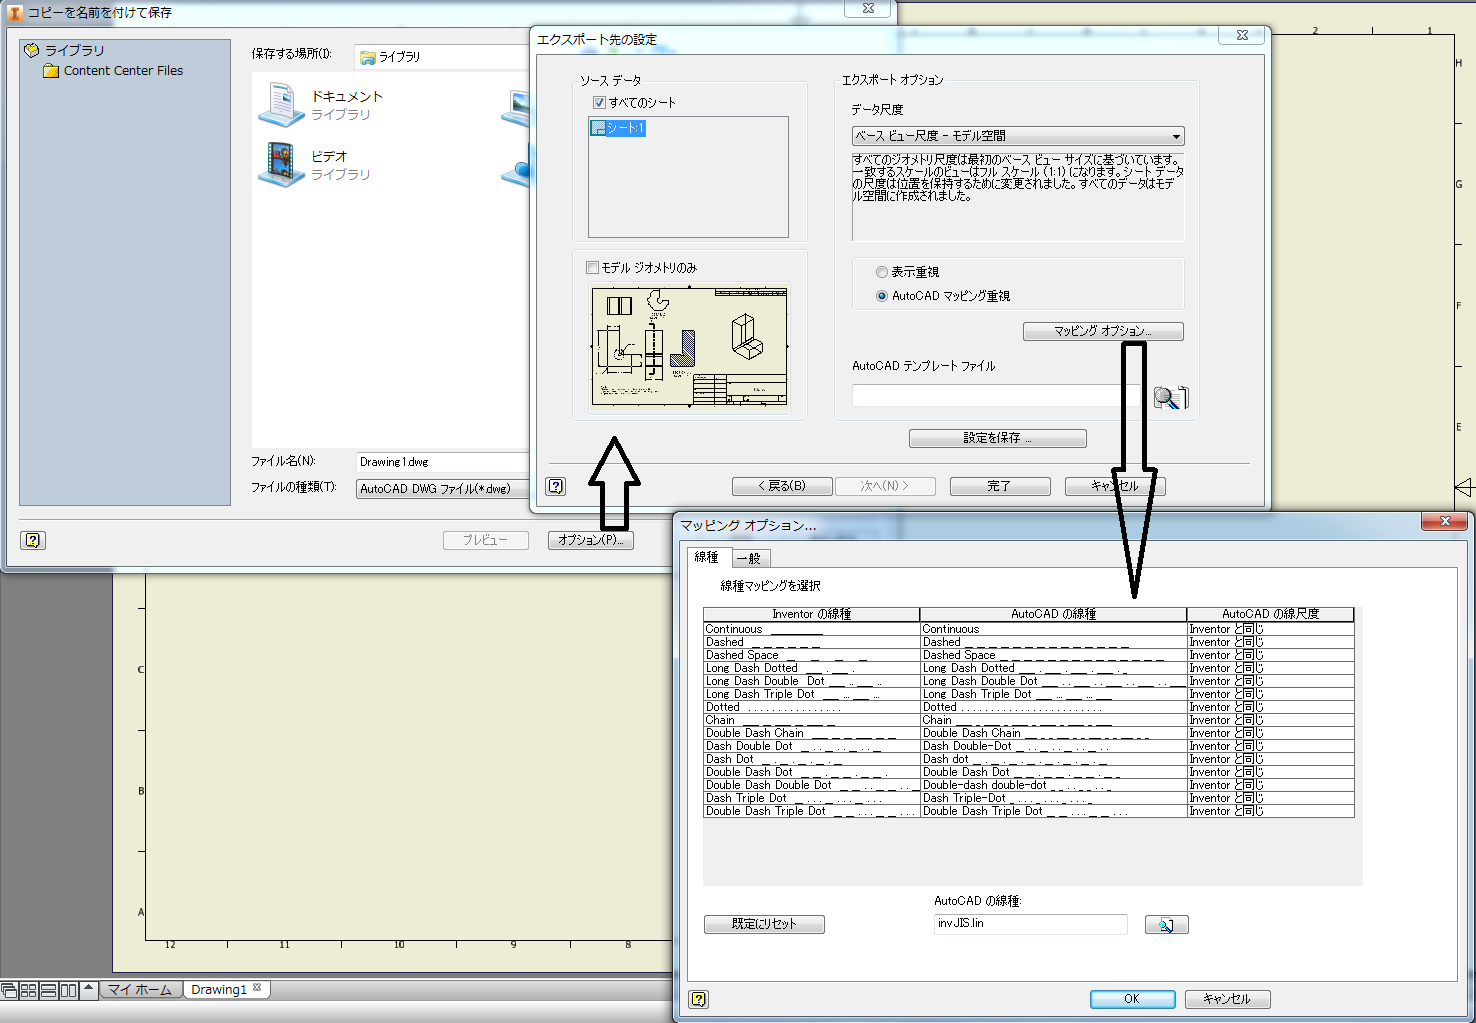 コピーを名前を付けて保存
ライブラリ
Content Center Files
保存する場所(I):
ライブラリ
ドキュメント
ライブラリ
ビデオ
ライブラリ
ファイル名(N):
Drawing1.dwg
ファイルの種類(T):
AutoCAD DWG ファイル(*.dwg)
プレビュー
オプション(P)...
エクスポート先の設定
ソース データ
すべてのシート
シート:1
モデル ジオメトリのみ
エクスポート オプション
データ尺度
ベース ビュー尺度 - モデル空間
すべてのジオメトリ尺度は最初のベース ビュー サイズに基づいています。
一致するスケールのビューはフル スケール (1:1) になります。シート データ
の尺度は位置を保持するために変更されました。すべてのデータはモデ
ル空間に作成されました。
表示重視
AutoCAD マッピング重視
マッピング オプション...
AutoCAD テンプレート ファイル
設定を保存 ...
< 戻る(B)
次へ(N) >
完了
キャンセル
2
1
H
G
F
E
C
B
A
12
11
10
9
8
マッピング オプション...
線種
一般
線種マッピングを選択
Inventor の線種 AutoCAD の線種 AutoCAD の線尺度
Continuous Continuous Inventor と同じ
Dashed Dashed Inventor と同じ
Dashed Space Dashed Space Inventor と同じ
Long Dash Dotted Long Dash Dotted Inventor と同じ
Long Dash Double Dot Long Dash Double Dot Inventor と同じ
Long Dash Triple Dot Long Dash Triple Dot Inventor と同じ
Dotted Dotted Inventor と同じ
Chain Chain Inventor と同じ
Double Dash Chain Double Dash Chain Inventor と同じ
Dash Double Dot Dash Double-Dot Inventor と同じ
Dash Dot Dash dot Inventor と同じ
Double Dash Dot Double Dash Dot Inventor と同じ
Double Dash Double Dot Double-dash double-dot Inventor と同じ
Dash Triple Dot Dash Triple-Dot Inventor と同じ
Double Dash Triple Dot Double Dash Triple Dot Inventor と同じ
AutoCAD の線種:
既定にリセット
invJIS.lin
OK
キャンセル
マイ ホーム
Drawing1